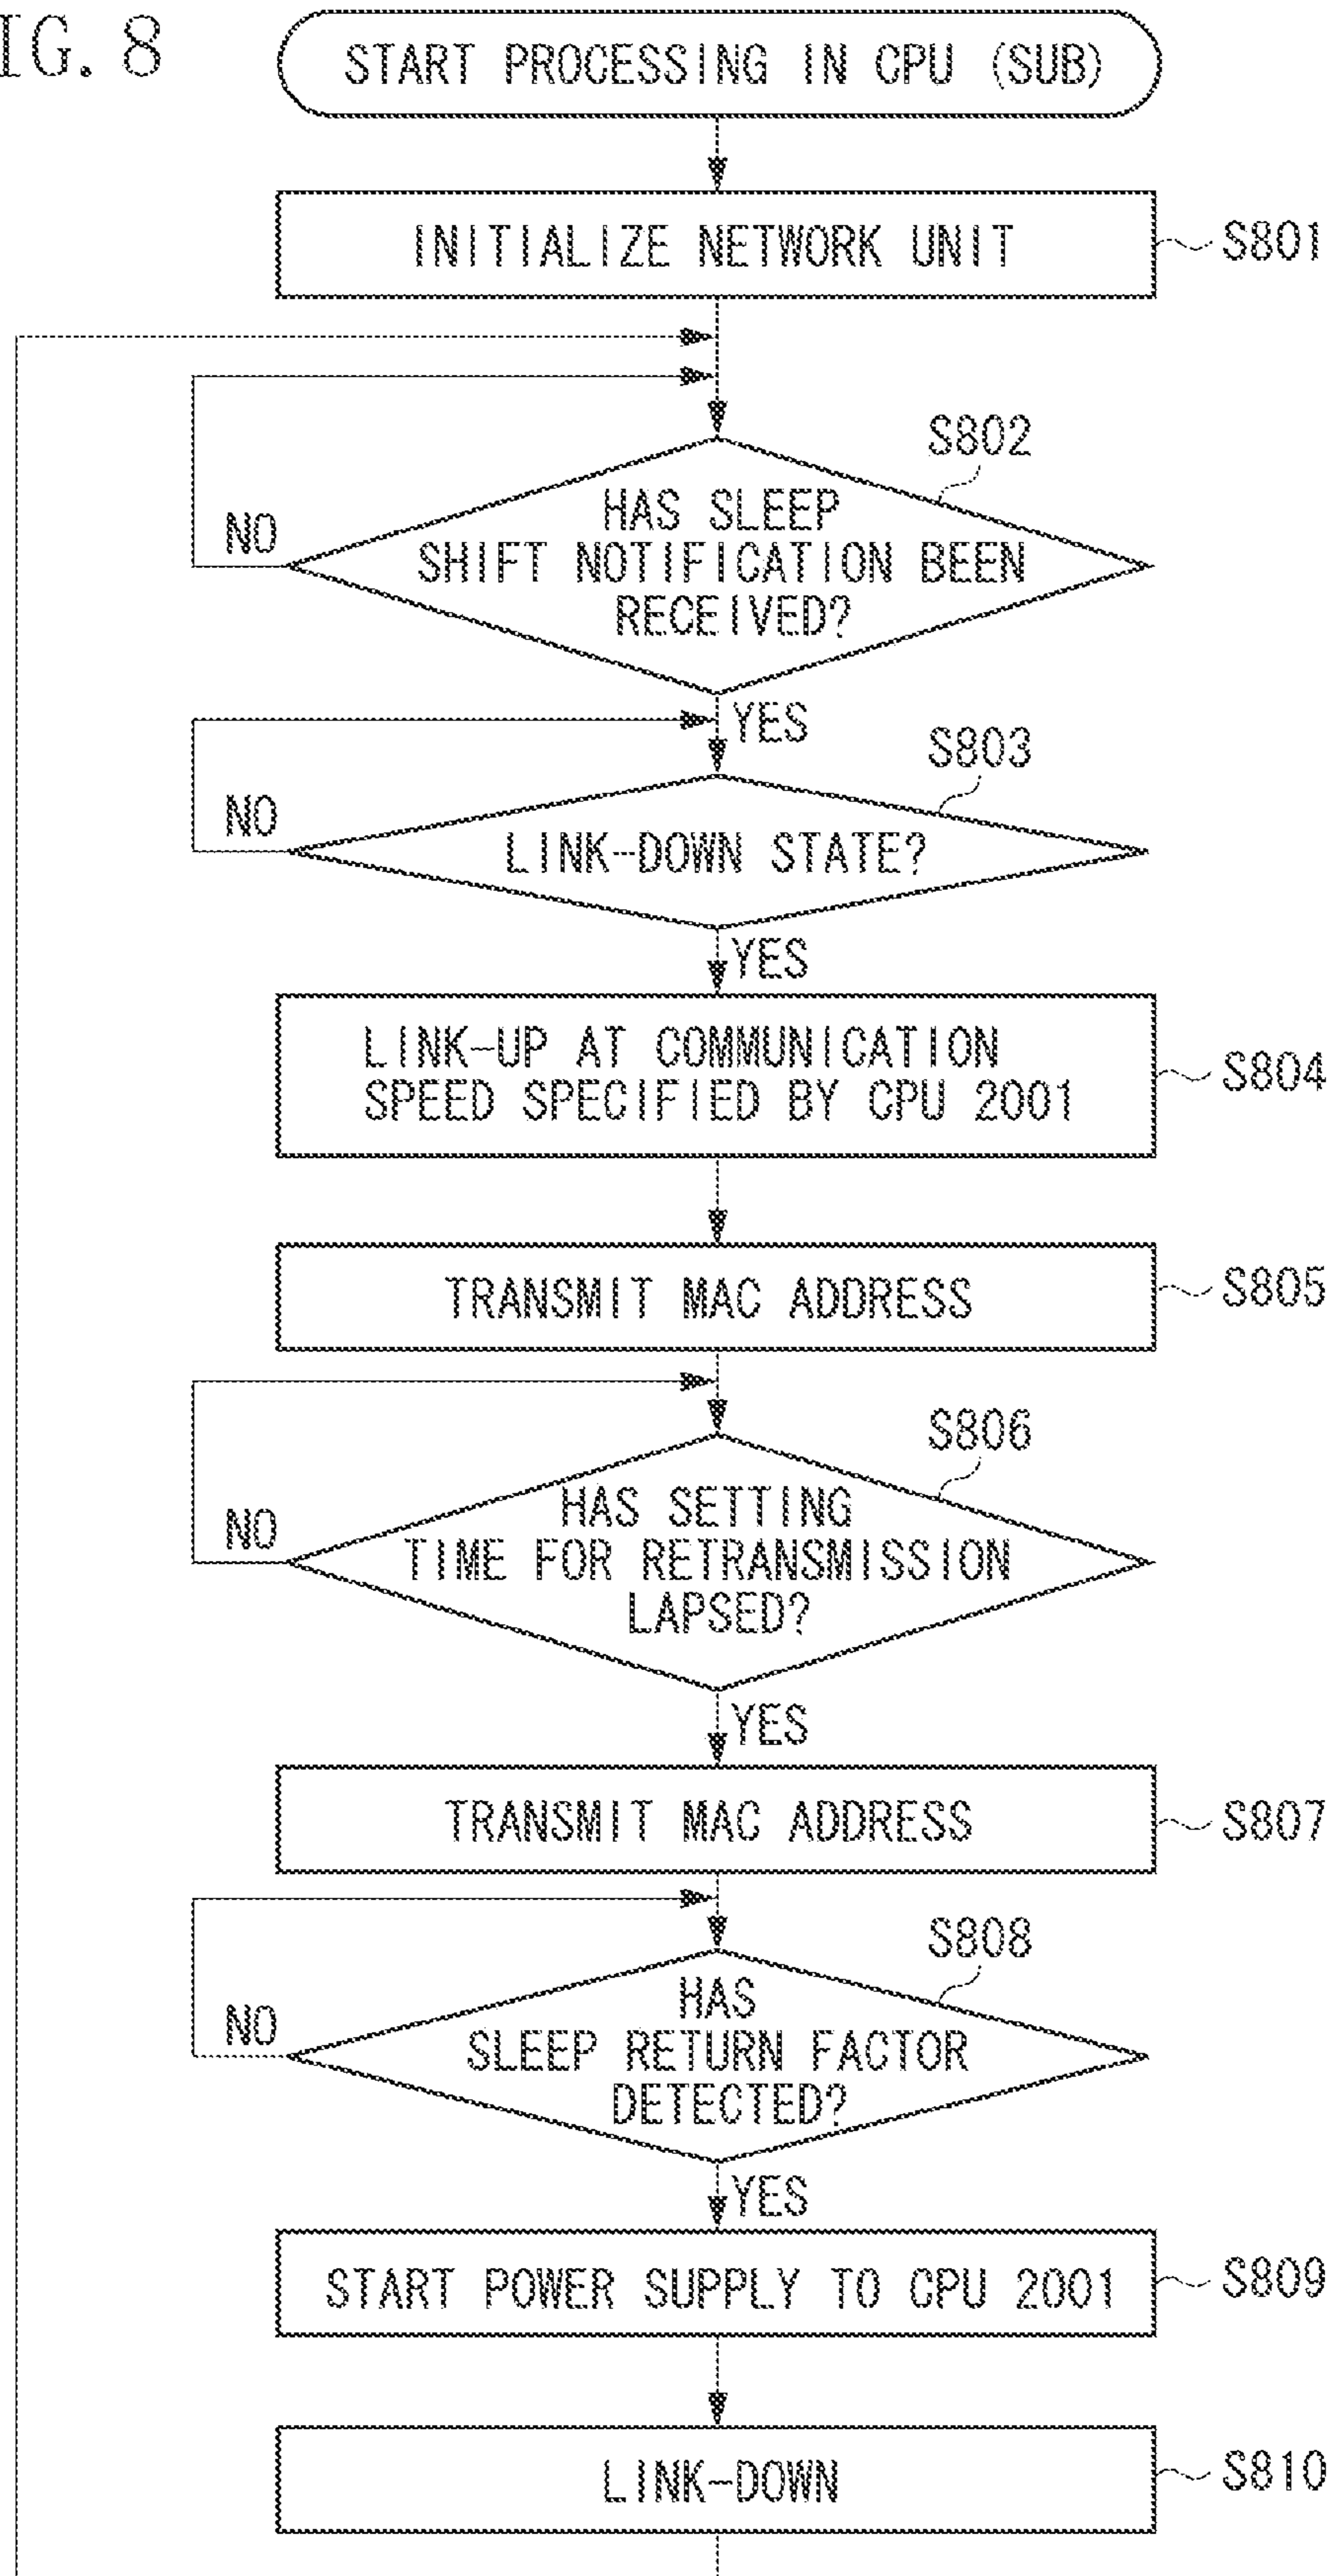 IG. 8
START PROCESSING IN CPU (SUB)
INITIALIZE NETWORK UNIT
S801
S802
HAS SLEEP
SHIFT NOTIFICATION BEEN
RECEIVED?
NO
YES
S803
LINK-DOWN STATE?
NO
YES
LINK-UP AT COMMUNICATION
SPEED SPECIFIED BY CPU 2001
S804
TRANSMIT MAC ADDRESS
S805
S806
HAS SETTING
TIME FOR RETRANSMISSION
LAPSED?
NO
YES
TRANSMIT MAC ADDRESS
S807
S808
HAS
SLEEP RETURN FACTOR
DETECTED?
NO
YES
START POWER SUPPLY TO CPU 2001
S809
LINK-DOWN
S810